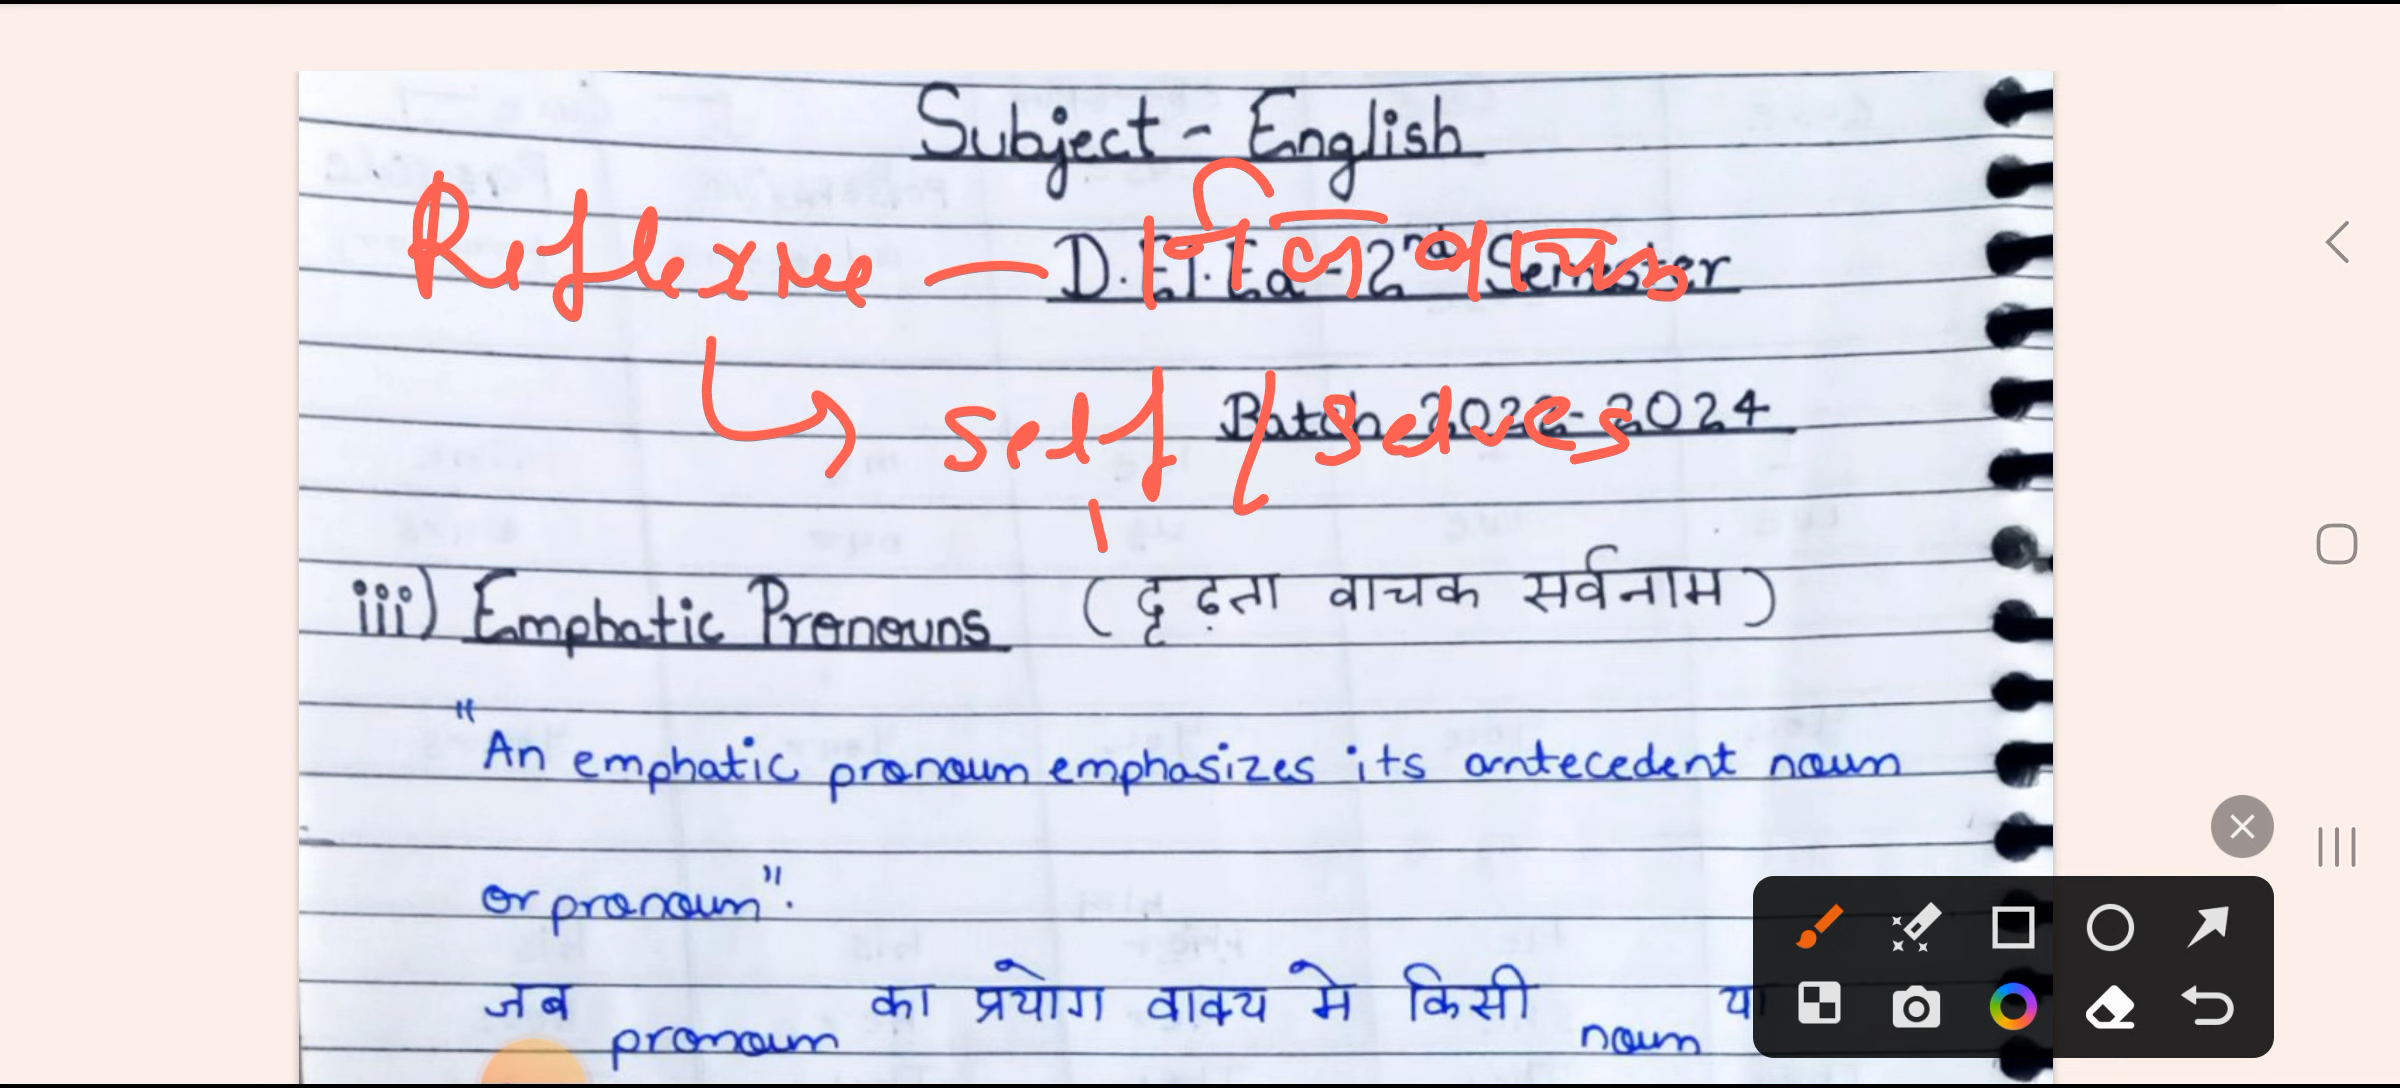 Subject - English
Reflexive — निजवाचक
D.El.Ed - 2nd Semester
self / selves
Batch 2022-2024
iii) Emphatic Pronouns (दृढ़ता वाचक सर्वनाम)
"An emphatic pronoun emphasizes its antecedent noun
or pronoun".
जब pronoun का प्रयोग वाक्य मे किसी noun या